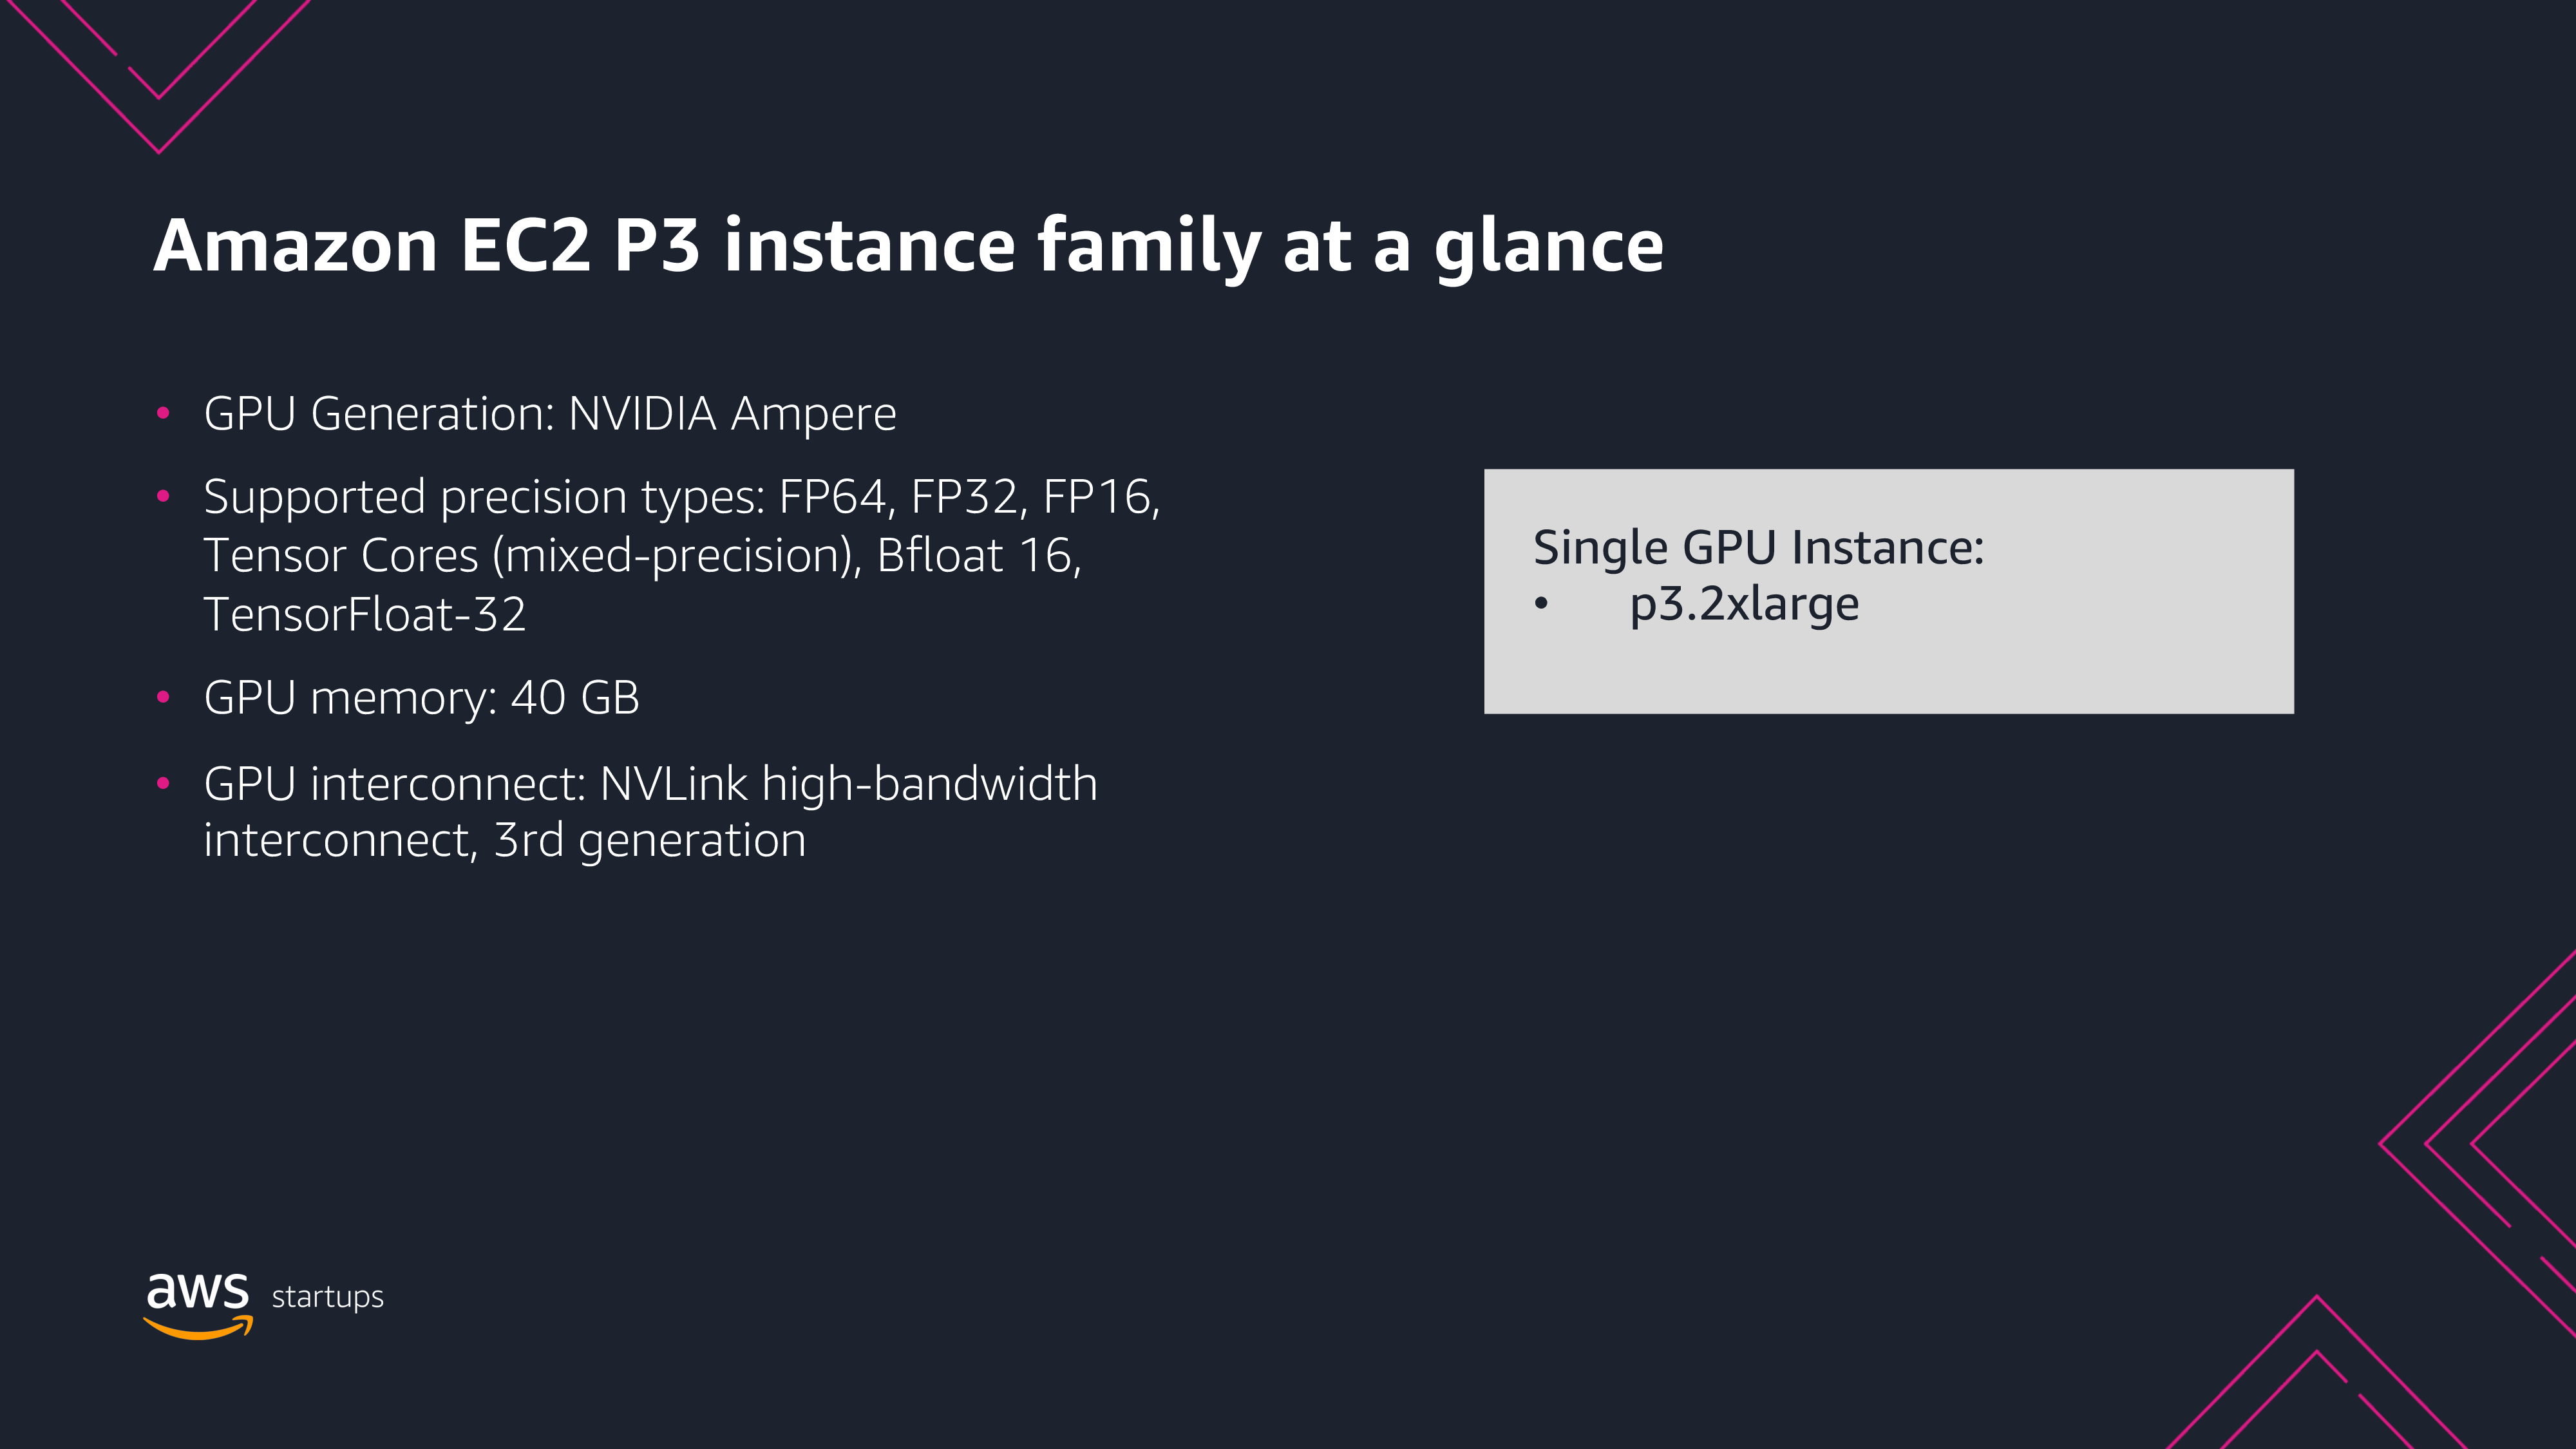 Amazon EC2 P3 instance family at a glance
• GPU Generation: NVIDIA Ampere
• Supported precision types: FP64, FP32, FP16,
Tensor Cores (mixed-precision), Bfloat 16,
TensorFloat-32
• GPU memory: 40 GB
• GPU interconnect: NVLink high-bandwidth
interconnect, 3rd generation
Single GPU Instance:
• p3.2xlarge
aws startups